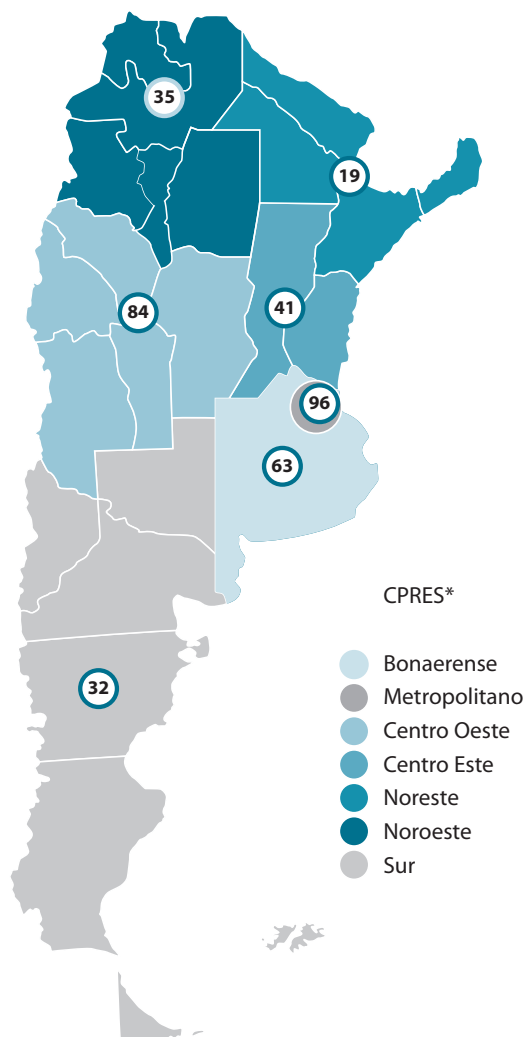 35
19
84
41
96
63
32
CPRES*
Bonaerense
Metropolitano
Centro Oeste
Centro Este
Noreste
Noroeste
Sur